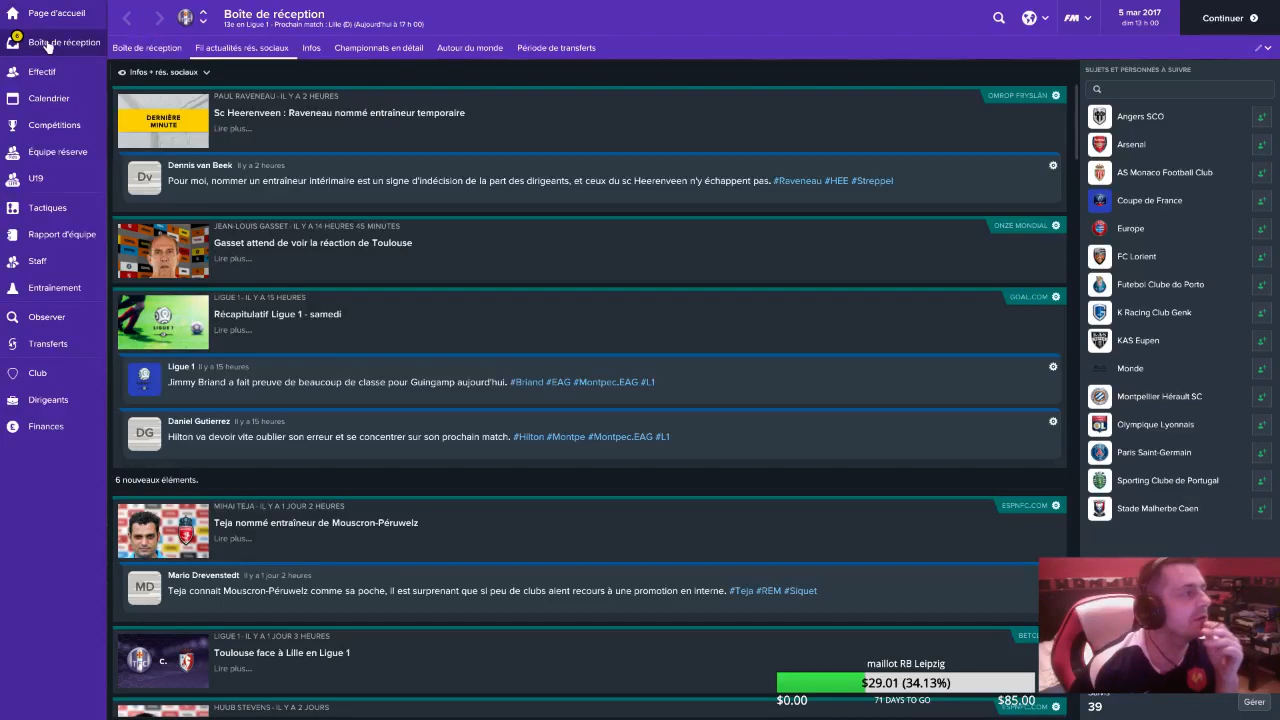 Page d'accueil
Boîte de réception
6
Effectif
Calendrier
Compétitions
Équipe réserve
U19
Tactiques
Rapport d'équipe
Staff
Entraînement
Observer
Transferts
Club
Dirigeants
Finances
Boîte de réception
13e en Ligue 1 - Prochain match : Lille (D) (Aujourd'hui à 17 h 00)
FM
5 mar 2017
dim 13 h 00
Continuer
Boîte de réception
Fil actualités rés. sociaux
Infos
Championnats en détail
Autour du monde
Période de transferts
Infos + rés. sociaux
PAUL RAVENEAU - IL Y A 2 HEURES
OMROP FRYSLÂN
DERNIÈRE
MINUTE
Sc Heerenveen : Raveneau nommé entraîneur temporaire
Lire plus...
Dv
Dennis van Beek Il y a 2 heures
Pour moi, nommer un entraîneur intérimaire est un signe d'indécision de la part des dirigeants, et ceux du sc Heerenveen n'y échappent pas. #Raveneau #HEE #Streppel
JEAN-LOUIS GASSET - IL Y A 14 HEURES 45 MINUTES
ONZE MONDIAL
Gasset attend de voir la réaction de Toulouse
Lire plus...
LIGUE 1 - IL Y A 15 HEURES
GOAL.COM
Récapitulatif Ligue 1 - samedi
Lire plus...
Ligue 1 Il y a 15 heures
Jimmy Briand a fait preuve de beaucoup de classe pour Guingamp aujourd'hui. #Briand #EAG #Montpec.EAG #L1
DG
Daniel Gutierrez Il y a 15 heures
Hilton va devoir vite oublier son erreur et se concentrer sur son prochain match. #Hilton #Montpe #Montpec.EAG #L1
6 nouveaux éléments.
MIHAI TEJA - IL Y A 1 JOUR 2 HEURES
ESPNFC.COM
Teja nommé entraîneur de Mouscron-Péruwelz
Lire plus...
MD
Mario Drevenstedt Il y a 1 jour 2 heures
Teja connait Mouscron-Péruwelz comme sa poche, il est surprenant que si peu de clubs aient recours à une promotion en interne. #Teja #REM #Siquet
LIGUE 1 - IL Y A 1 JOUR 3 HEURES
c.
Toulouse face à Lille en Ligue 1
Lire plus...
HUUB STEVENS - IL Y A 2 JOURS
ESPNFC.COM
SUJETS ET PERSONNES À SUIVRE
Angers SCO
Arsenal
AS Monaco Football Club
Coupe de France
Europe
FC Lorient
Futebol Clube do Porto
K Racing Club Genk
KAS Eupen
Monde
Montpellier Hérault SC
Olympique Lyonnais
Paris Saint-Germain
Sporting Clube de Portugal
Stade Malherbe Caen
maillot RB Leipzig
$29.01 (34.13%)
$0.00
71 DAYS TO GO
$85.00
39
Gérer